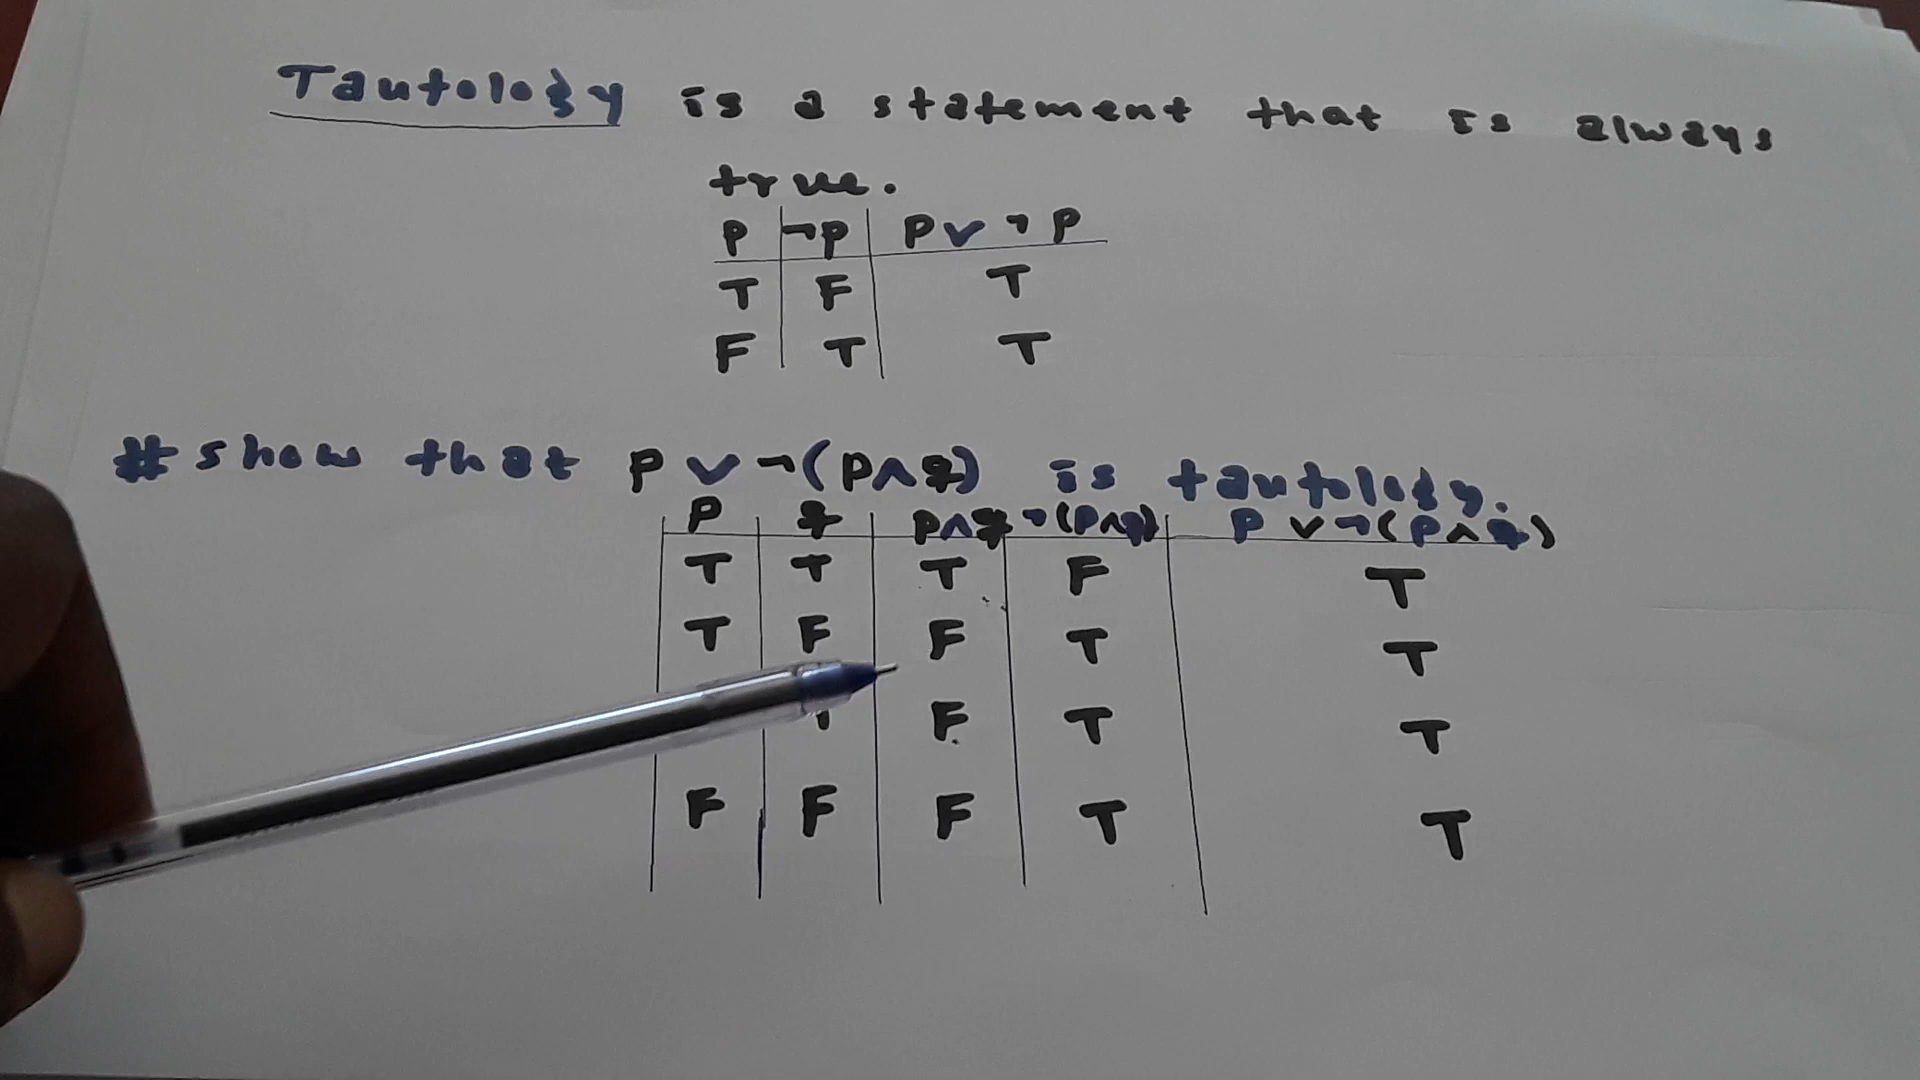 Tautology is a statement that is always
true.
P ¬P P∨¬P
T F T
F T T
# show that P∨¬(P∧q) is tautology.
P q P∧q ¬(P∧q) P∨¬(P∧q)
T T T F T
T F F T T
F T T
F F F T T